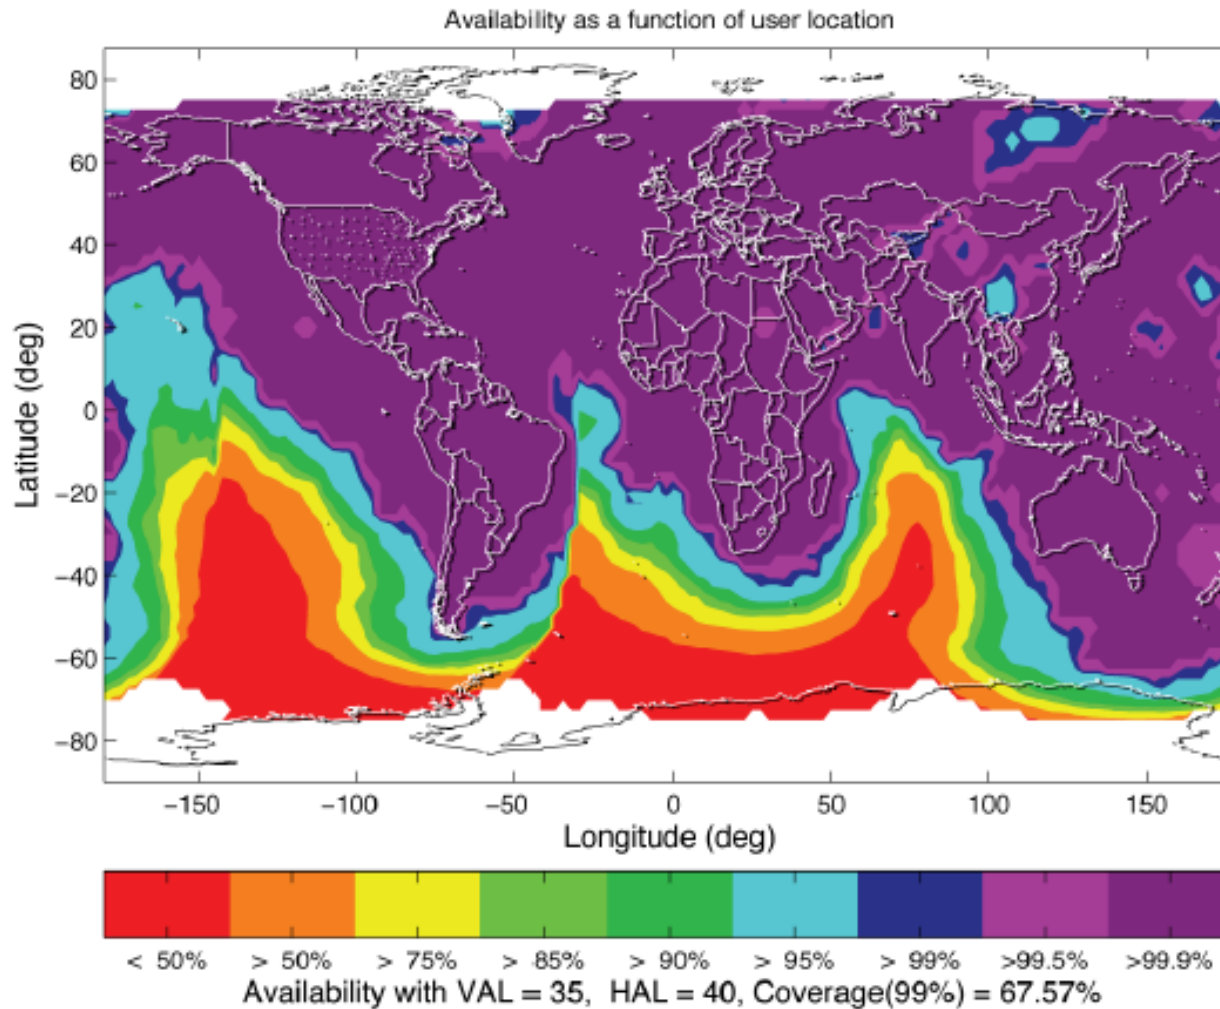 Availability as a function of user location
80
60
40
20
0
−20
−40
−60
−80
Latitude (deg)
−150 −100 −50 0 50 100 150
Longitude (deg)
< 50% > 50% > 75% > 85% > 90% > 95% > 99% >99.5% >99.9%
Availability with VAL = 35, HAL = 40, Coverage(99%) = 67.57%